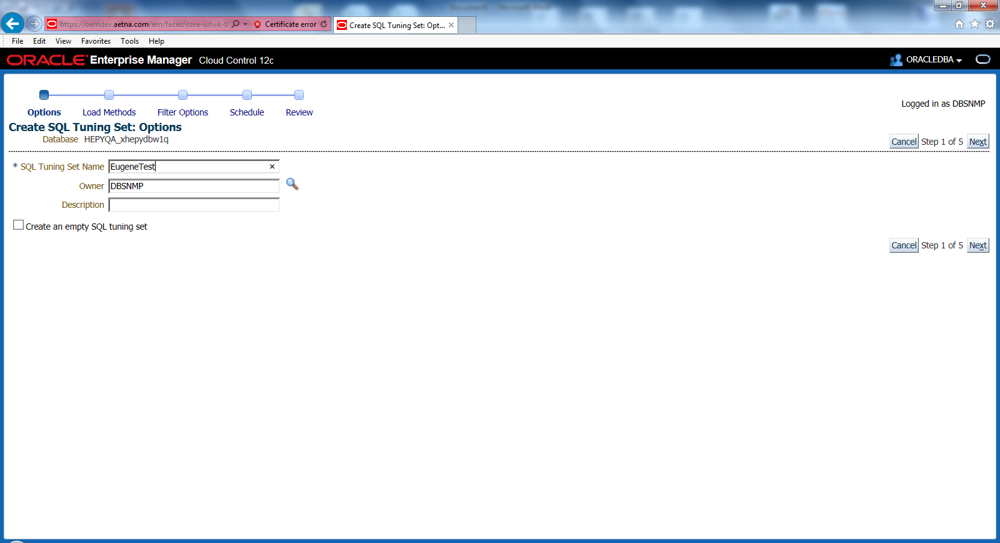 https://oemdev.aetna.com/em/faces/core-uifwk-t Certificate error Create SQL Tuning Set: Opt...
File Edit View Favorites Tools Help
ORACLE Enterprise Manager Cloud Control 12c ORACLEDBA
Logged in as DBSNMP
Options Load Methods Filter Options Schedule Review
Create SQL Tuning Set: Options
Database HEPYQA_xhepydbw1q
Cancel Step 1 of 5 Next
* SQL Tuning Set Name EugeneTest
Owner DBSNMP
Description
Create an empty SQL tuning set
Cancel Step 1 of 5 Next